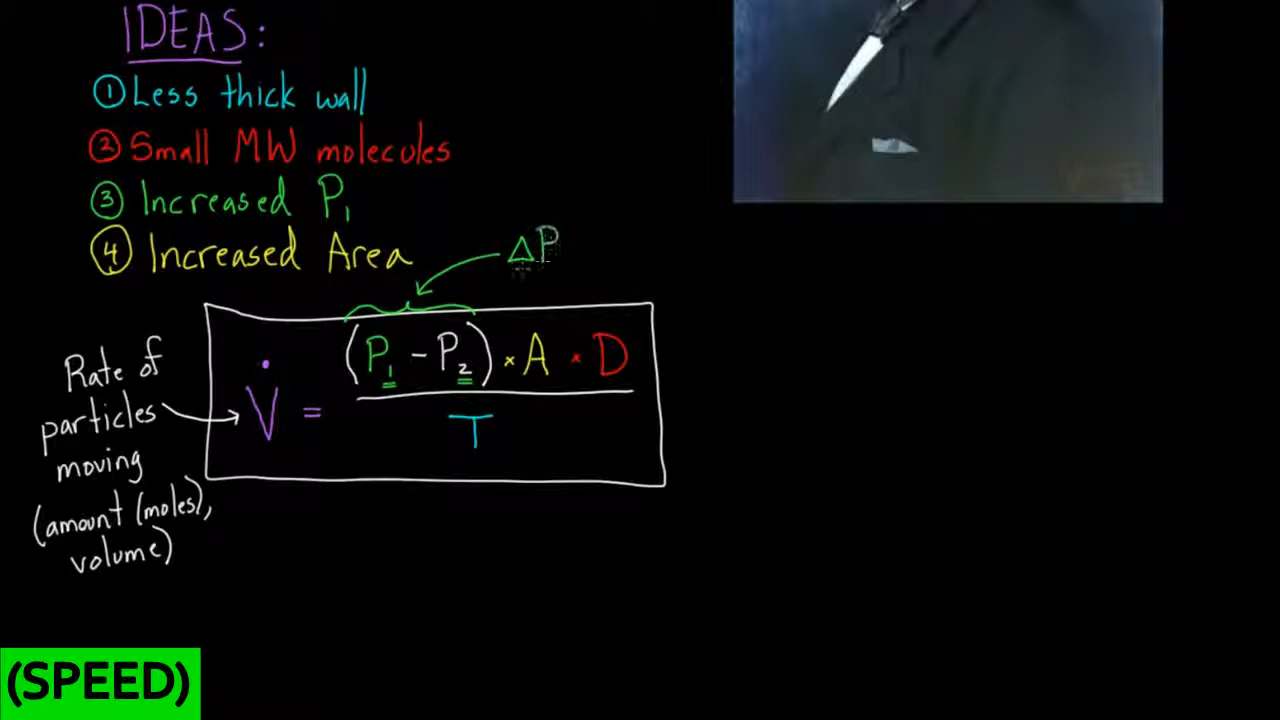 IDEAS:
① Less thick wall
② Small MW molecules
③ Increased P₁
④ Increased Area
ΔP
Rate of
particles
moving
(amount (moles),
volume)
V̇ = (P₁ - P₂) × A × D / T
(SPEED)